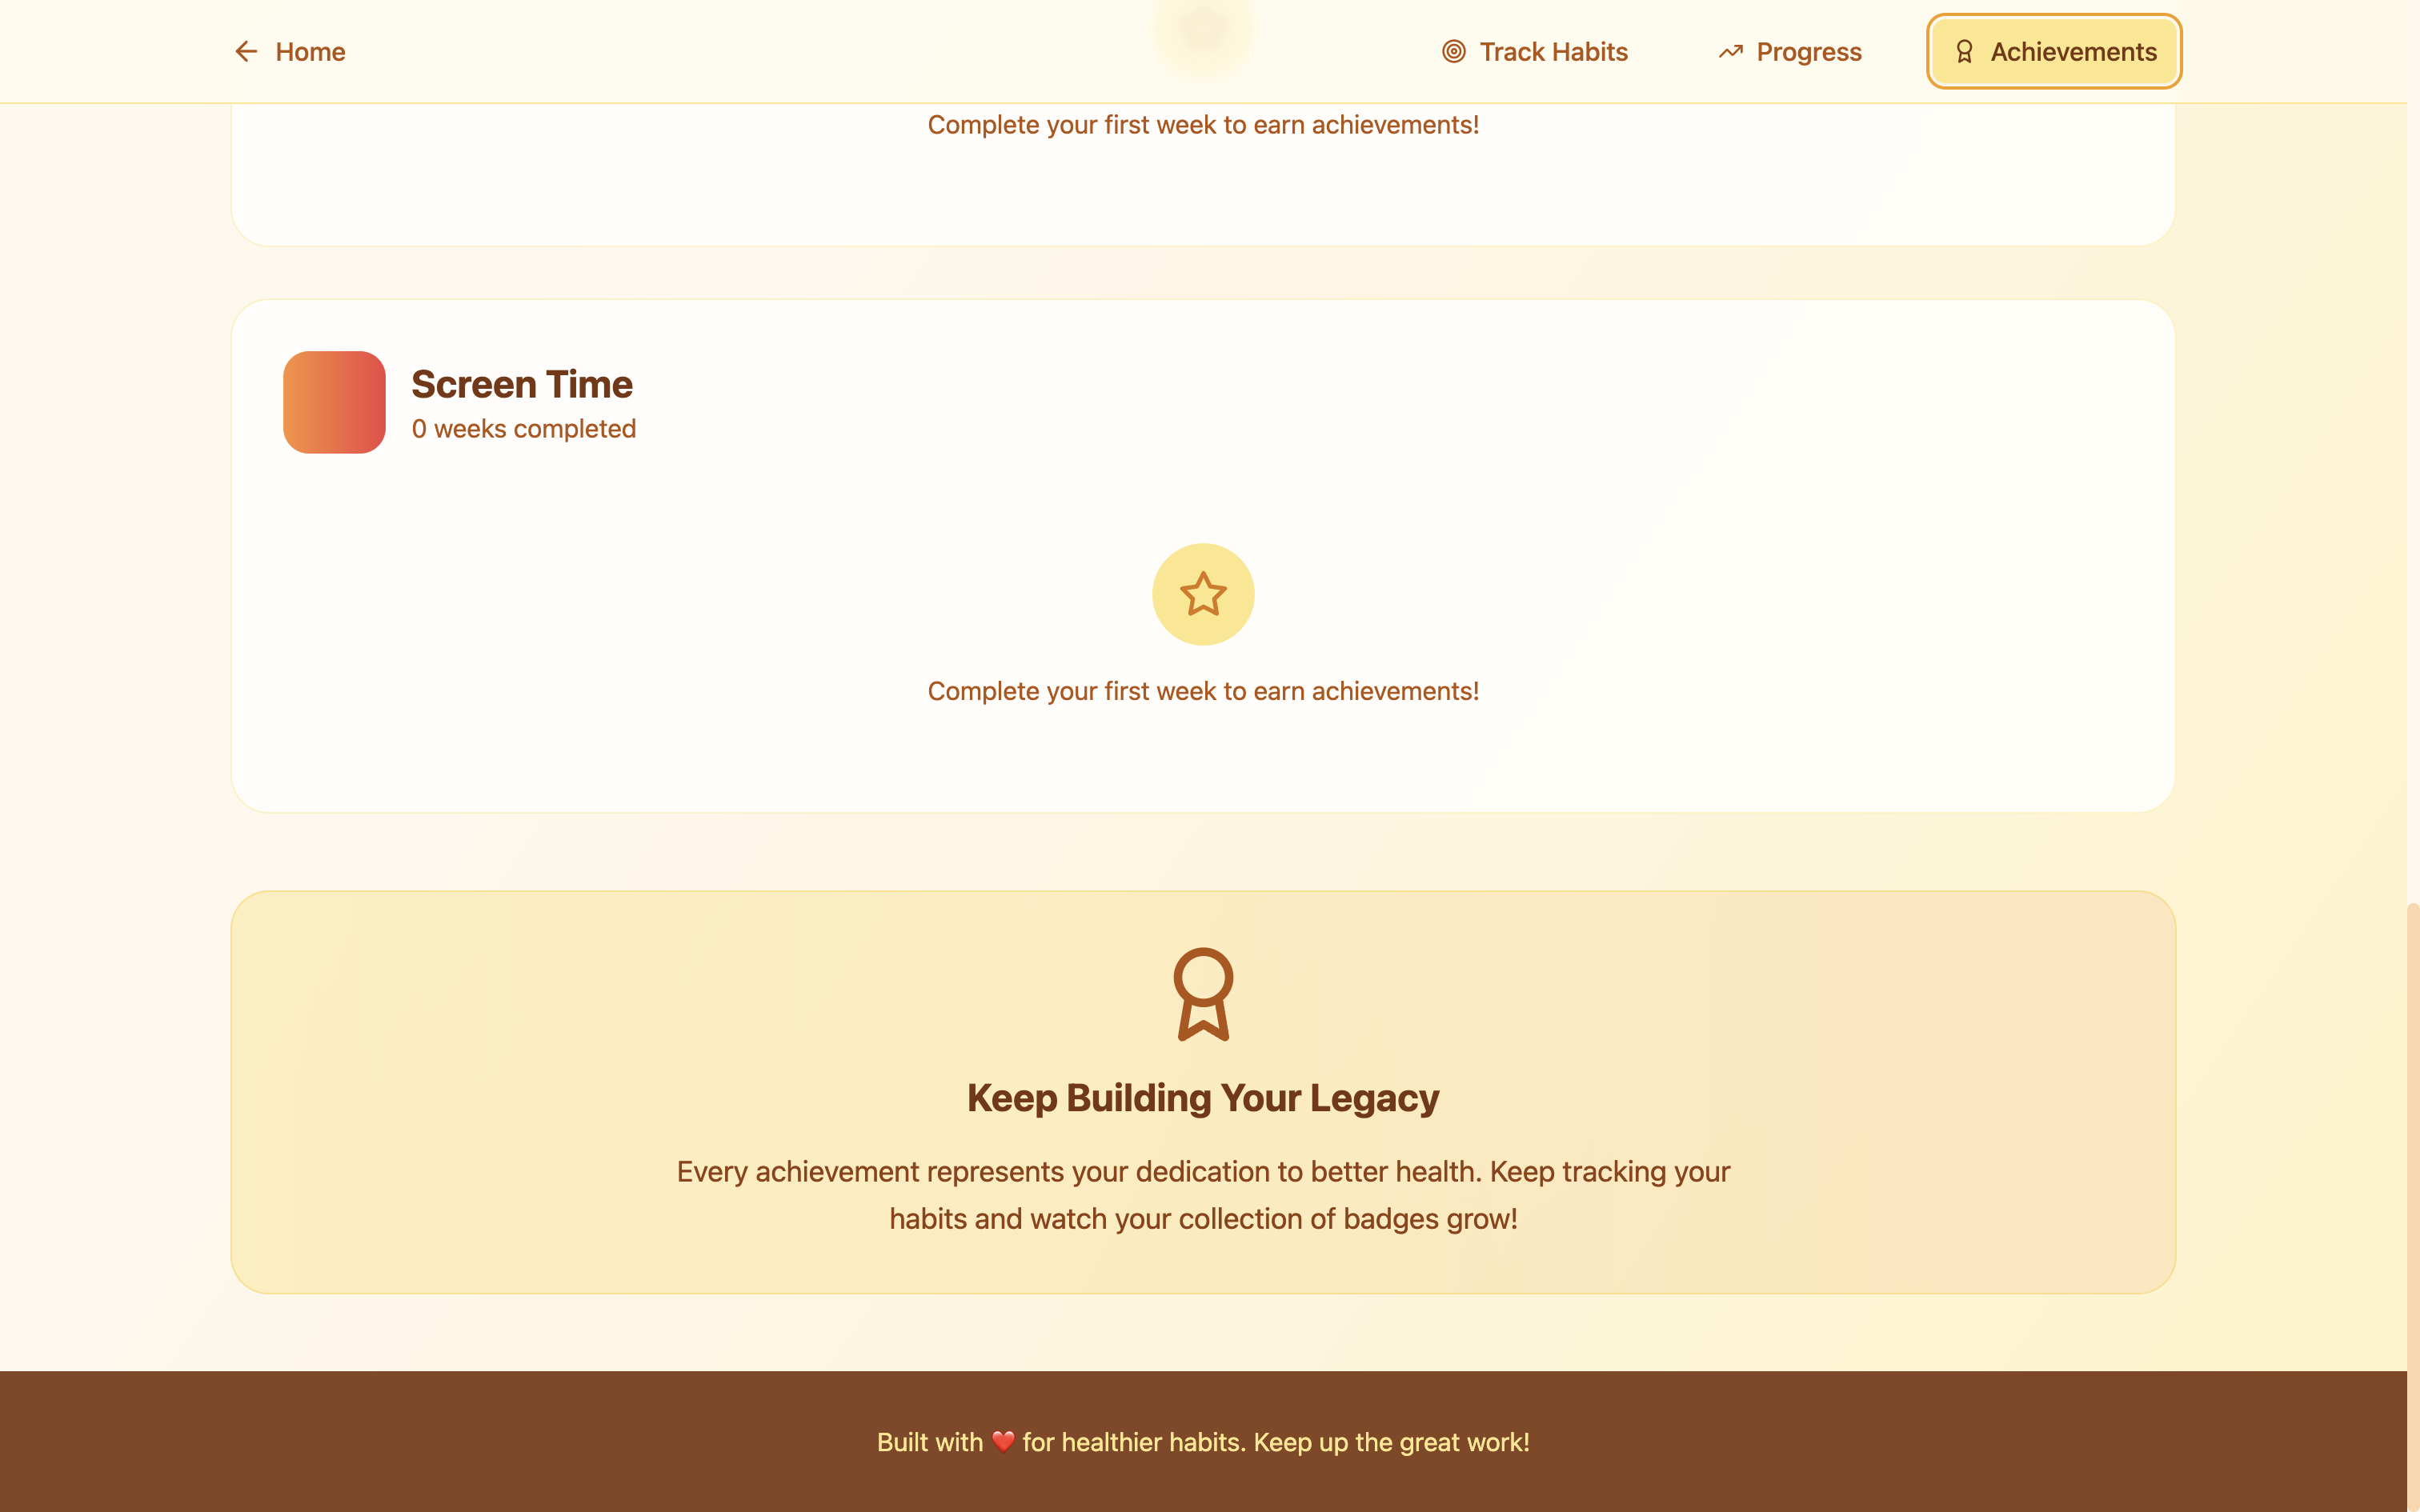 Home
Track Habits
Progress
Achievements
Complete your first week to earn achievements!
Screen Time
0 weeks completed
Complete your first week to earn achievements!
Keep Building Your Legacy
Every achievement represents your dedication to better health. Keep tracking your
habits and watch your collection of badges grow!
Built with ❤️ for healthier habits. Keep up the great work!